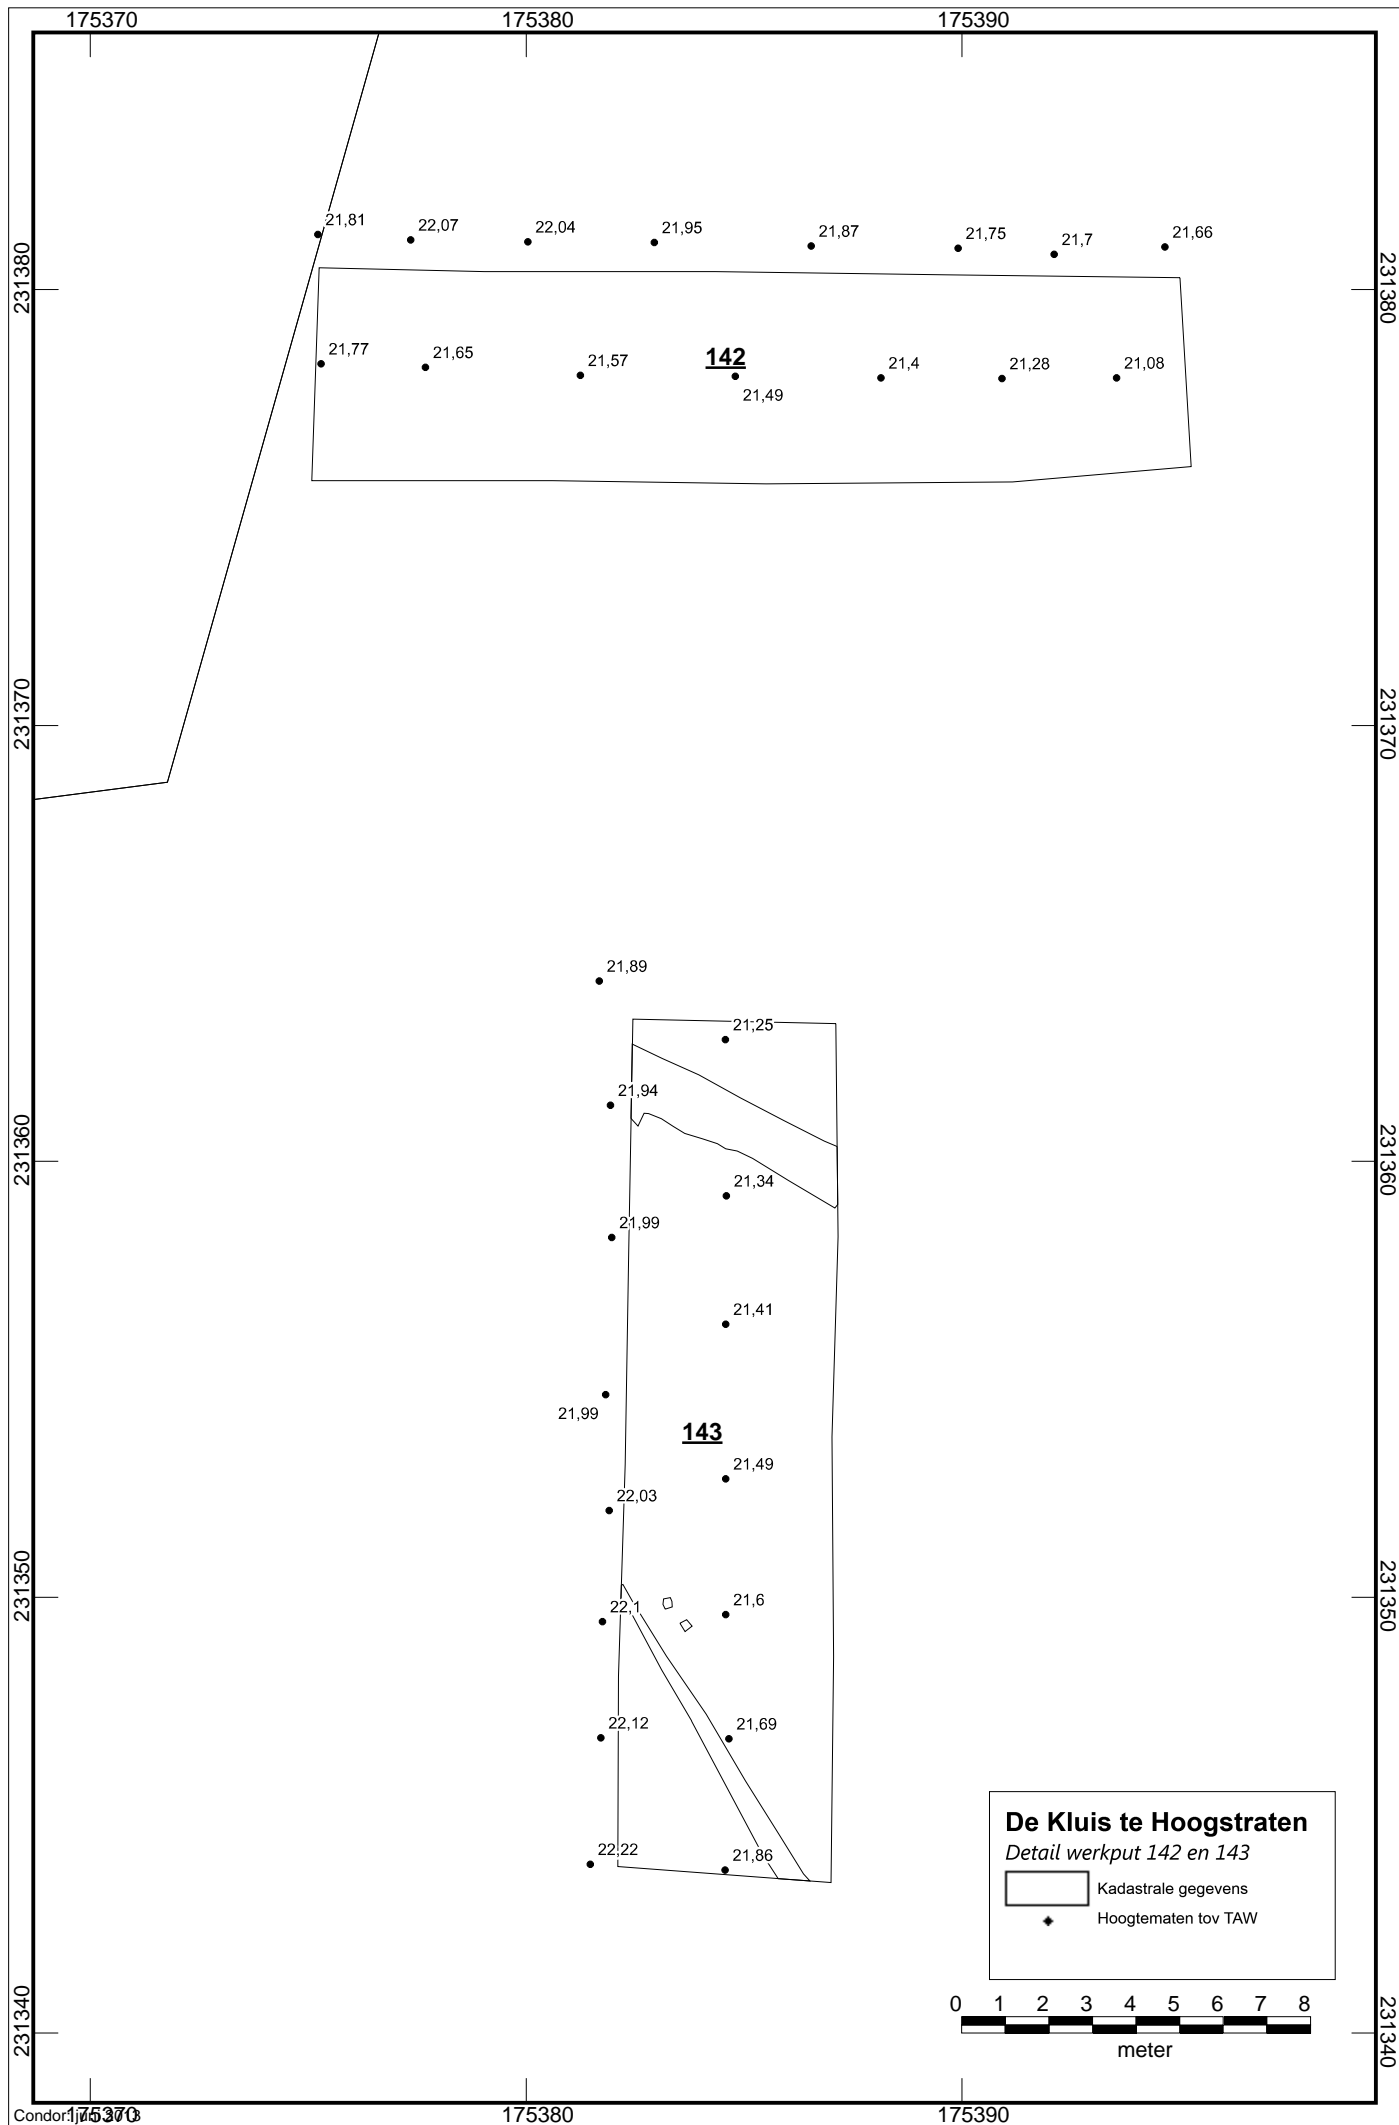 175370 175380 175390
21,81 22,07 22,04 21,95 21,87 21,75 21,7 21,66
231380 231380
21,77 21,65 21,57 142 21,49 21,4 21,28 21,08
231370 231370
21,89
21,25
21,94
231360 231360
21,34
21,99
21,41
21,99
143
21,49
22,03
231350 231350
22,1 21,6
22,12 21,69
22,22 21,86
De Kluis te Hoogstraten
Detail werkput 142 en 143
Kadastrale gegevens
Hoogtematen tov TAW
231340 231340
0 1 2 3 4 5 6 7 8
meter
Condor: 2013
175370 175380 175390